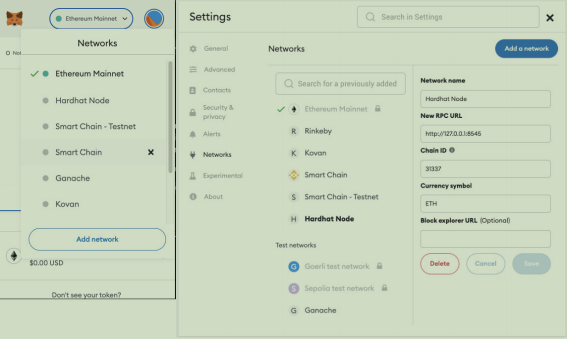 Ethereum Mainnet
Networks
Ethereum Mainnet
Hardhat Node
Smart Chain - Testnet
Smart Chain
Ganache
Kovan
Add network
$0.00 USD
Don't see your token?
Settings
Search in Settings
General
Advanced
Contacts
Security &
privacy
Alerts
Networks
Experimental
About
Networks
Add a network
Search for a previously added
Ethereum Mainnet
Rinkeby
Kovan
Smart Chain
Smart Chain - Testnet
Hardhat Node
Test networks
Goerli test network
Sepolia test network
Ganache
Network name
Hardhat Node
New RPC URL
http://127.0.0.1:8545
Chain ID
31337
Currency symbol
ETH
Block explorer URL (Optional)
Delete
Cancel
Save